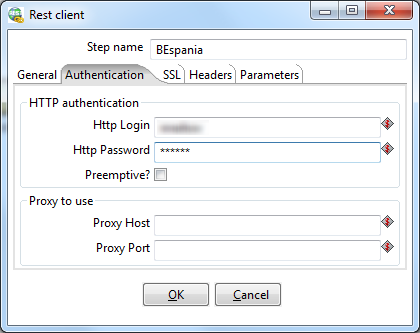 Rest client
Step name BEspania
General Authentication SSL Headers Parameters
HTTP authentication
Http Login
Http Password ******
Preemptive?
Proxy to use
Proxy Host
Proxy Port
OK Cancel